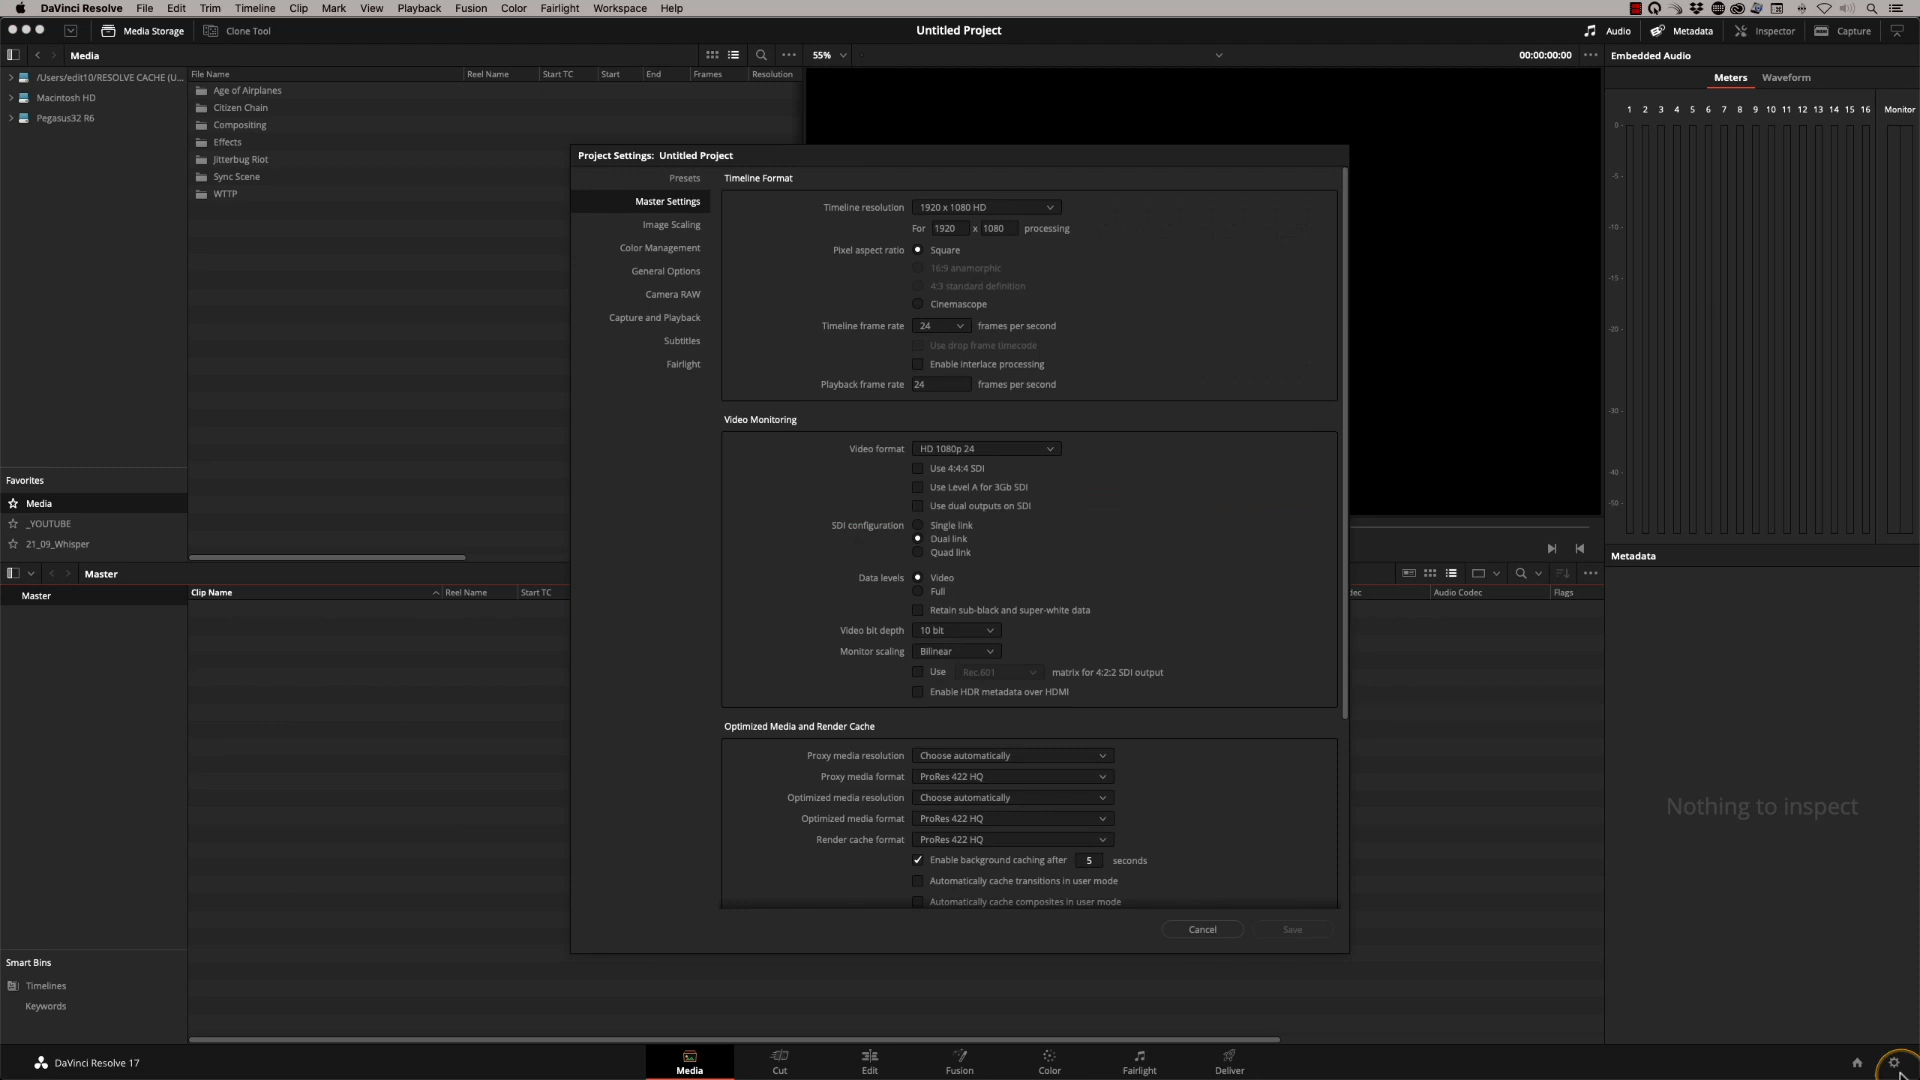 DaVinci Resolve File Edit Trim Timeline Clip Mark View Playback Fusion Color Fairlight Workspace Help
Media Storage Clone Tool Untitled Project Audio Metadata Inspector Capture
Media 55% 00:00:00:00 Embedded Audio
/Users/edit10/RESOLVE CACHE (U... File Name Reel Name Start TC Start End Frames Resolution Meters Waveform
Macintosh HD
Pegasus32 R6
Age of Airplanes
Citizen Chain
Compositing
Effects
Jitterbug Riot
Sync Scene
WTTP
1 2 3 4 5 6 7 8 9 10 11 12 13 14 15 16 Monitor
0
-5
-10
-15
-20
-30
-40
-50
Project Settings: Untitled Project
Presets
Master Settings
Image Scaling
Color Management
General Options
Camera RAW
Capture and Playback
Subtitles
Fairlight
Timeline Format
Timeline resolution 1920 x 1080 HD
For 1920 x 1080 processing
Pixel aspect ratio Square
16:9 anamorphic
4:3 standard definition
Cinemascope
Timeline frame rate 24 frames per second
Use drop frame timecode
Enable interlace processing
Playback frame rate 24 frames per second
Video Monitoring
Video format HD 1080p 24
Use 4:4:4 SDI
Use Level A for 3Gb SDI
Use dual outputs on SDI
SDI configuration Single link
Dual link
Quad link
Data levels Video
Full
Retain sub-black and super-white data
Video bit depth 10 bit
Monitor scaling Bilinear
Use Rec.601 matrix for 4:2:2 SDI output
Enable HDR metadata over HDMI
Optimized Media and Render Cache
Proxy media resolution Choose automatically
Proxy media format ProRes 422 HQ
Optimized media resolution Choose automatically
Optimized media format ProRes 422 HQ
Render cache format ProRes 422 HQ
Enable background caching after 5 seconds
Automatically cache transitions in user mode
Automatically cache composites in user mode
Cancel Save
Favorites
Media
_YOUTUBE
21_09_Whisper
Master
Master
Clip Name Reel Name Start TC
dec Audio Codec Flags
Metadata
Nothing to inspect
Smart Bins
Timelines
Keywords
DaVinci Resolve 17 Media Cut Edit Fusion Color Fairlight Deliver